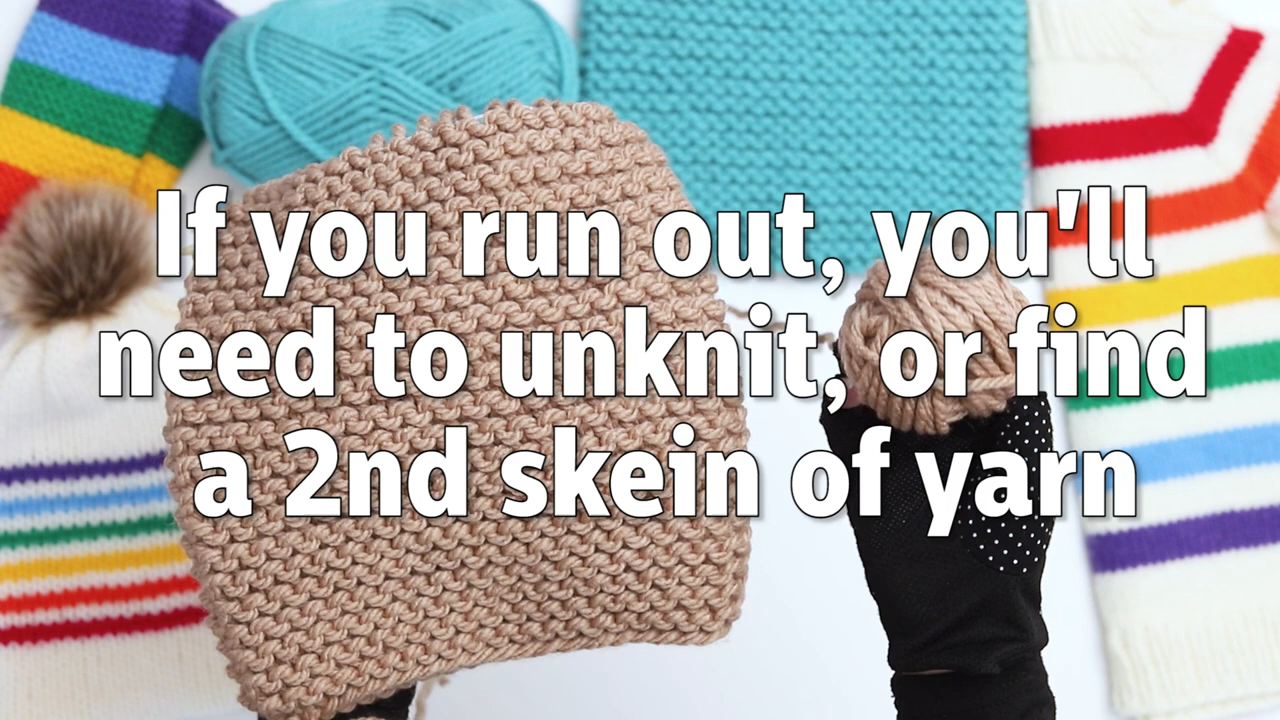 If you run out, you'll
need to unknit, or find
a 2nd skein of yarn